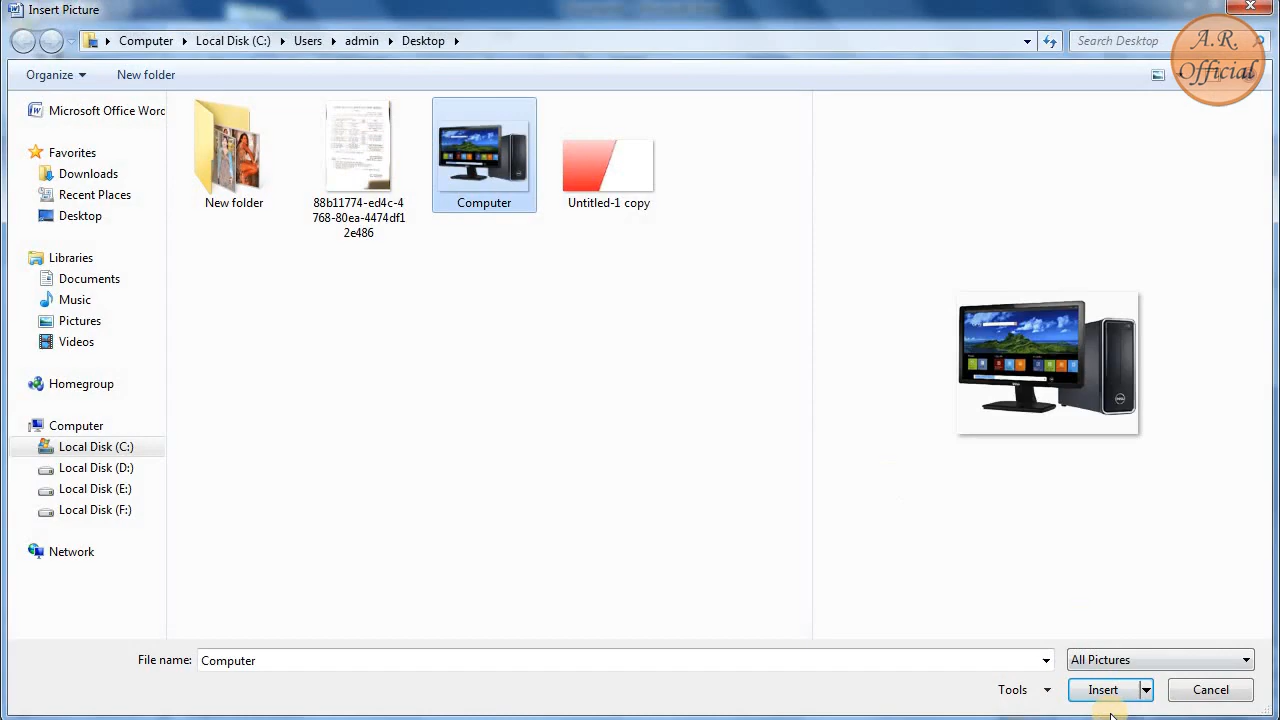 Insert Picture
Computer Local Disk (C:) Users admin Desktop
Search Desktop
A.R.
Official
Organize
New folder
Microsoft Office Word
Favorites
Downloads
Recent Places
Desktop
Libraries
Documents
Music
Pictures
Videos
Homegroup
Computer
Local Disk (C:)
Local Disk (D:)
Local Disk (E:)
Local Disk (F:)
Network
New folder
88b11774-ed4c-4
768-80ea-4474df1
2e486
Computer
Untitled-1 copy
File name: Computer
All Pictures
Tools
Insert
Cancel